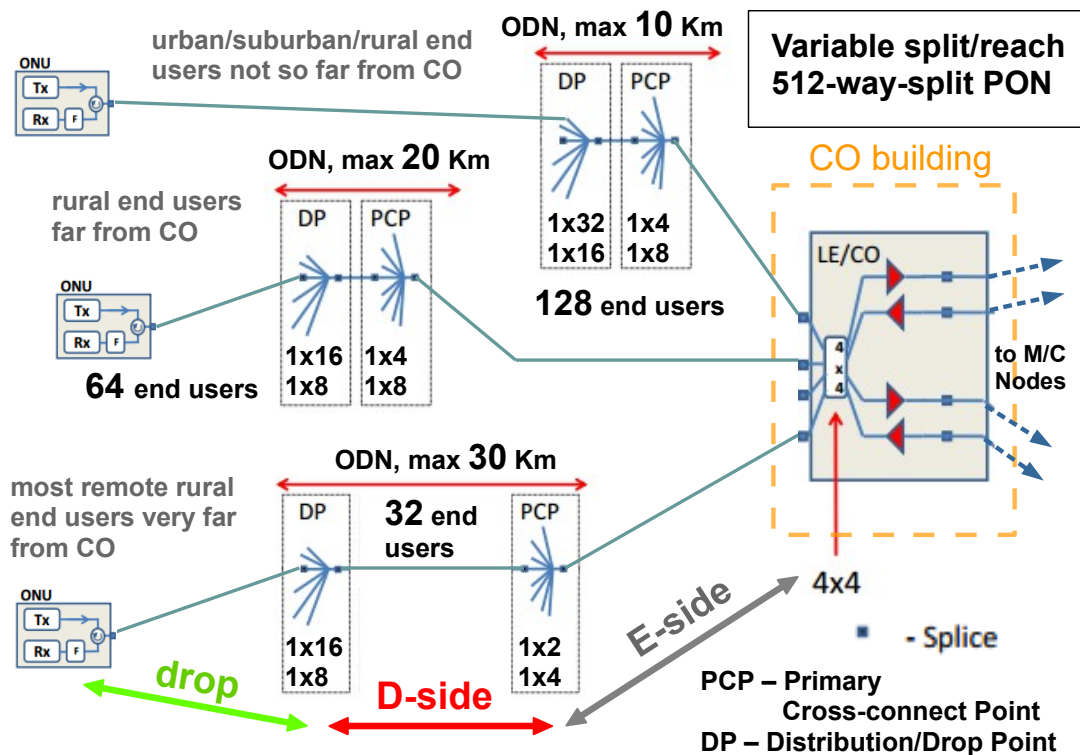 ODN, max 10 Km
Variable split/reach
512-way-split PON
urban/suburban/rural end
users not so far from CO
ONU
Tx
Rx
F
DP
PCP
1x32
1x16
1x4
1x8
128 end users
CO building
LE/CO
4
x
4
to M/C
Nodes
4x4
ODN, max 20 Km
rural end users
far from CO
DP
PCP
ONU
Tx
Rx
F
1x16
1x8
1x4
1x8
64 end users
ODN, max 30 Km
most remote rural
end users very far
from CO
DP
32 end
users
PCP
ONU
Tx
Rx
F
1x16
1x8
1x2
1x4
drop
D-side
E-side
- Splice
PCP – Primary
Cross-connect Point
DP – Distribution/Drop Point